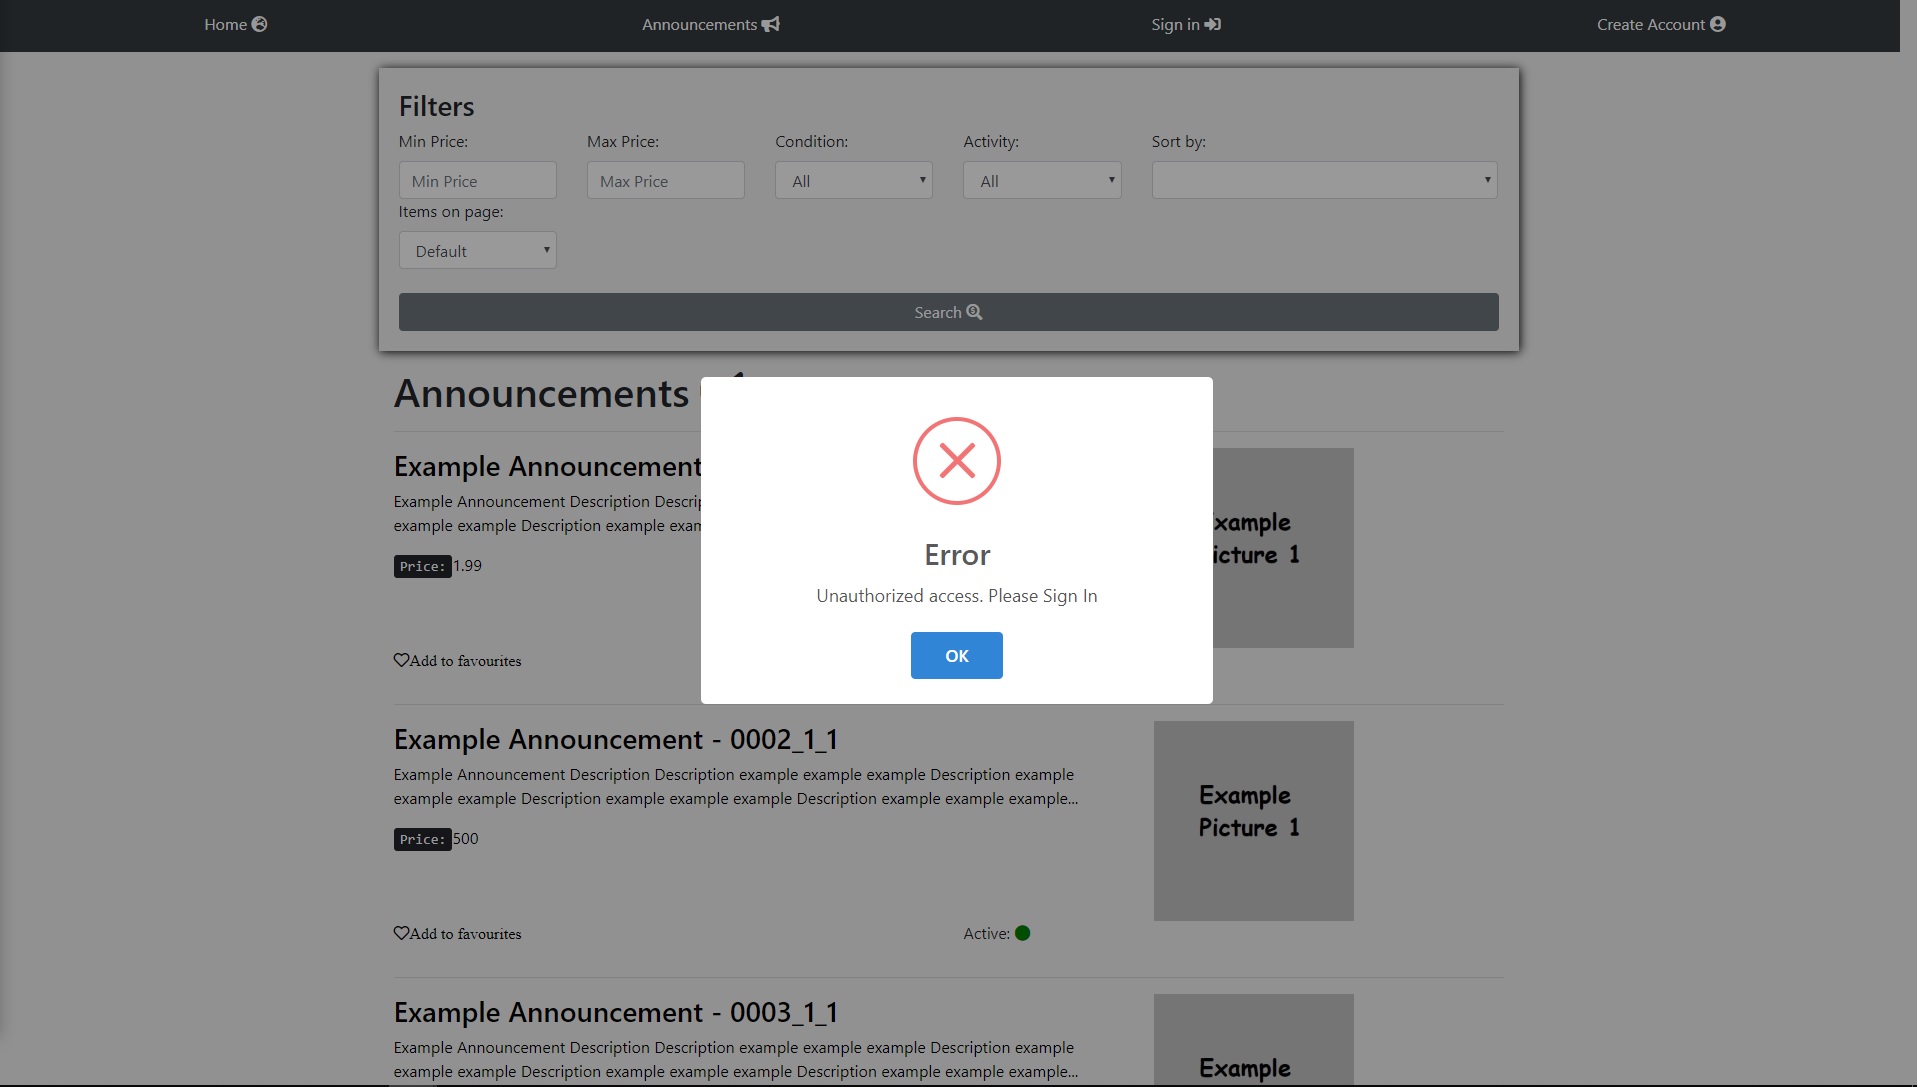 Home
Announcements
Sign in
Create Account
Filters
Min Price:
Max Price:
Condition:
Activity:
Sort by:
Min Price
Max Price
All
All
Items on page:
Default
Search
Announcements
Example Announcement
Example Announcement Description
example example Description example
Price: 1.99
Add to favourites
Example
Picture 1
Error
Unauthorized access. Please Sign In
OK
Example Announcement - 0002_1_1
Example Announcement Description Description example example example Description example
example example Description example example example Description example example example...
Price: 500
Add to favourites
Active:
Example
Picture 1
Example Announcement - 0003_1_1
Example Announcement Description Description example example example Description example
example example Description example example example Description example example example...
Example